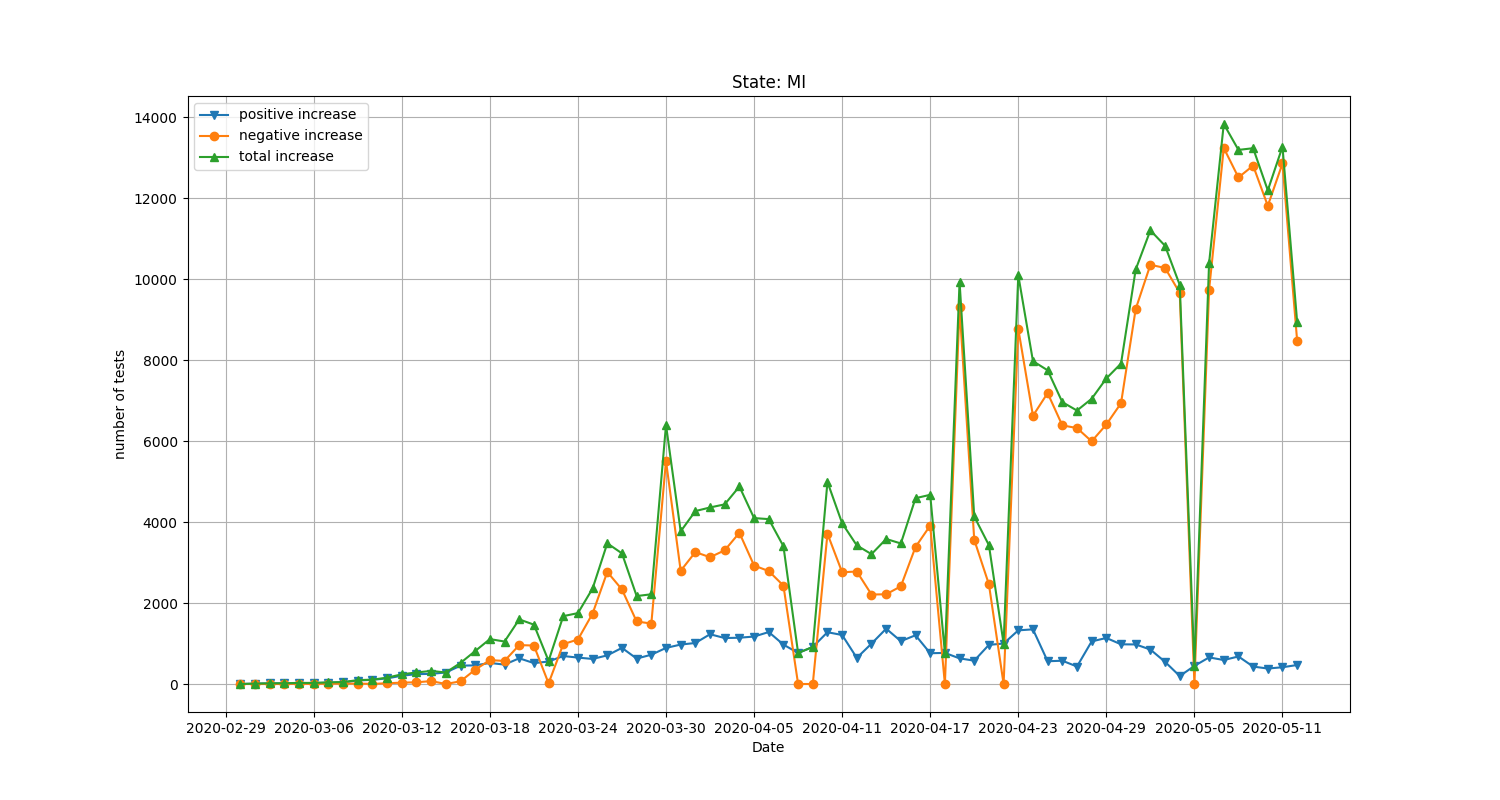 State: MI
positive increase
negative increase
total increase
14000
12000
10000
8000
6000
4000
2000
0
number of tests
2020-02-29 2020-03-06 2020-03-12 2020-03-18 2020-03-24 2020-03-30 2020-04-05 2020-04-11 2020-04-17 2020-04-23 2020-04-29 2020-05-05 2020-05-11
Date